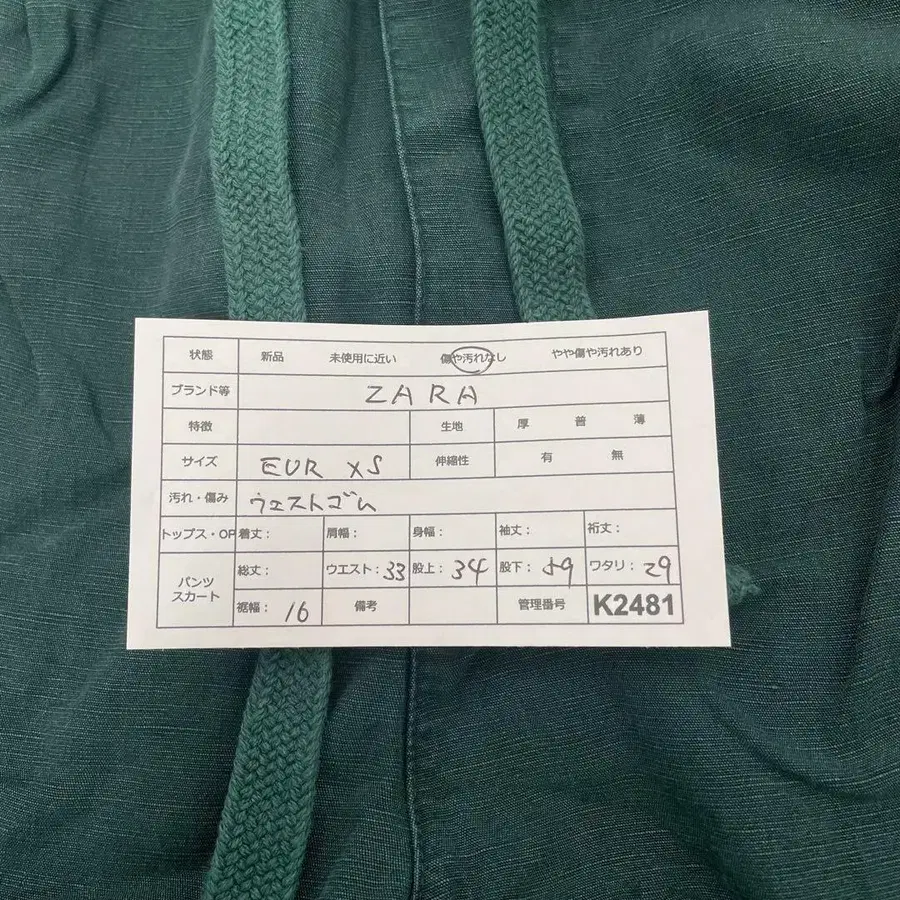 状態 新品 未使用に近い 傷や汚れなし やや傷や汚れあり
ブランド等 ZARA
特徴 生地 厚 普 薄
サイズ EUR XS 伸縮性 有 無
汚れ・傷み ウエストゴム
トップス・OP 着丈: 肩幅: 身幅: 袖丈: 裄丈:
パンツ スカート 総丈: ウエスト:33 股上:34 股下:59 ワタリ:29
裾幅:16 備考 管理番号 K2481